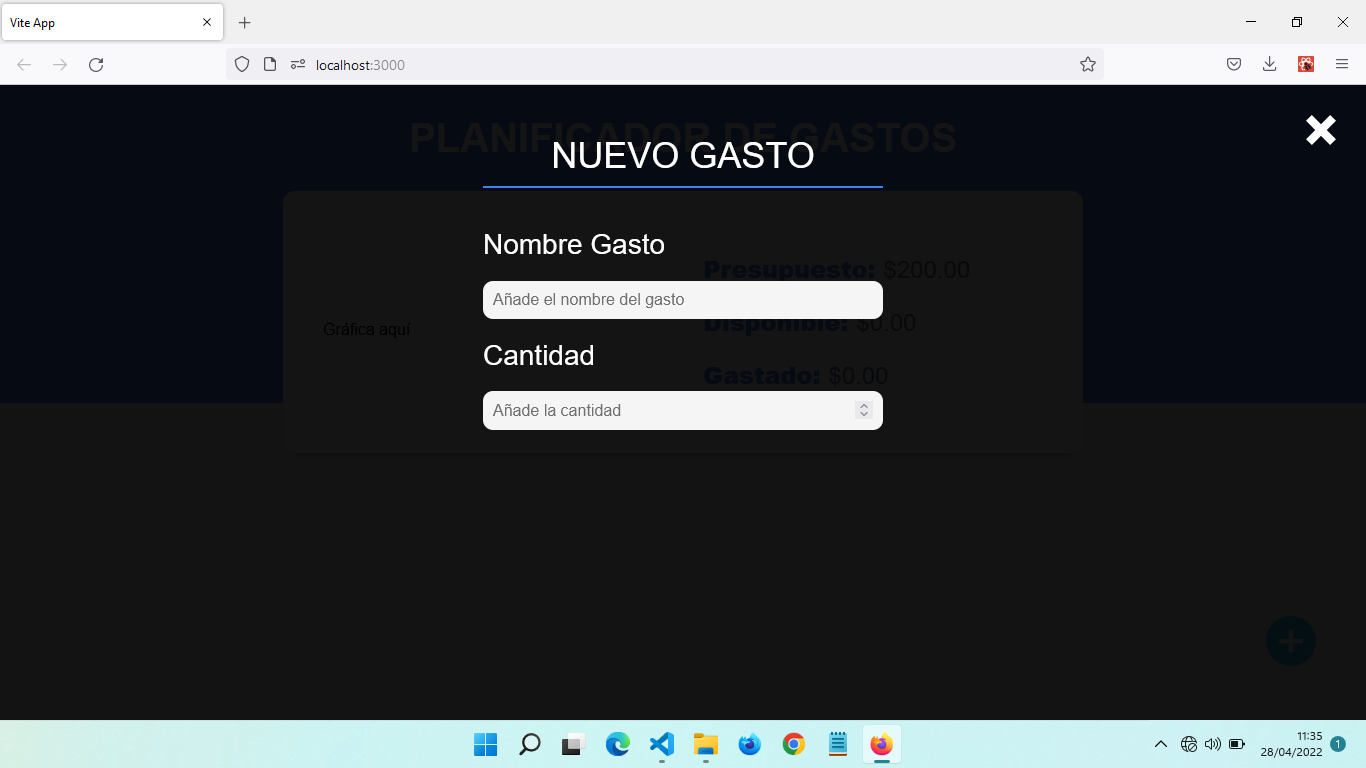 Vite App
localhost:3000
PLANIFICADOR DE GASTOS
NUEVO GASTO
Nombre Gasto
Presupuesto: $200.00
Añade el nombre del gasto
Disponible: $0.00
Gráfica aquí
Cantidad
Gastado: $0.00
Añade la cantidad
11:35
28/04/2022
1